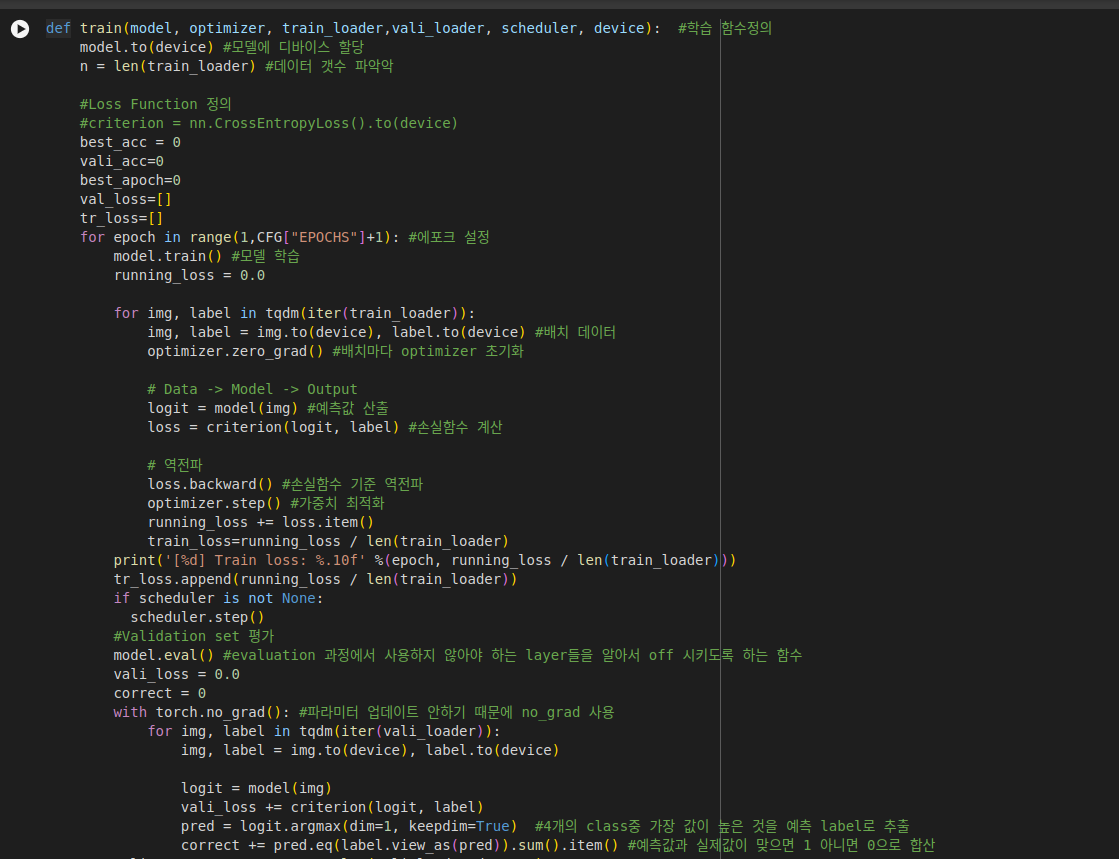 def train(model, optimizer, train_loader,vali_loader, scheduler, device):  #학습 함수정의
    model.to(device) #모델에 디바이스 할당
    n = len(train_loader) #데이터 갯수 파악악
    #Loss Function 정의
    #criterion = nn.CrossEntropyLoss().to(device)
    best_acc = 0
    vali_acc=0
    best_apoch=0
    val_loss=[]
    tr_loss=[]
    for epoch in range(1,CFG["EPOCHS"]+1): #에포크 설정
        model.train() #모델 학습
        running_loss = 0.0
        for img, label in tqdm(iter(train_loader)):
            img, label = img.to(device), label.to(device) #배치 데이터
            optimizer.zero_grad() #배치마다 optimizer 초기화
            # Data -> Model -> Output
            logit = model(img) #예측값 산출
            loss = criterion(logit, label) #손실함수 계산
            # 역전파
            loss.backward() #손실함수 기준 역전파
            optimizer.step() #가중치 최적화
            running_loss += loss.item()
            train_loss=running_loss / len(train_loader)
        print('[%d] Train loss: %.10f' %(epoch, running_loss / len(train_loader)))
        tr_loss.append(running_loss / len(train_loader))
        if scheduler is not None:
          scheduler.step()
        #Validation set 평가
        model.eval() #evaluation 과정에서 사용하지 않아야 하는 layer들을 알아서 off 시키도록 하는 함수
        vali_loss = 0.0
        correct = 0
        with torch.no_grad(): #파라미터 업데이트 안하기 때문에 no_grad 사용
            for img, label in tqdm(iter(vali_loader)):
                img, label = img.to(device), label.to(device)
                logit = model(img)
                vali_loss += criterion(logit, label)
                pred = logit.argmax(dim=1, keepdim=True)  #4개의 class중 가장 값이 높은 것을 예측 label로 추출
                correct += pred.eq(label.view_as(pred)).sum().item() #예측값과 실제값이 맞으면 1 아니면 0으로 합산